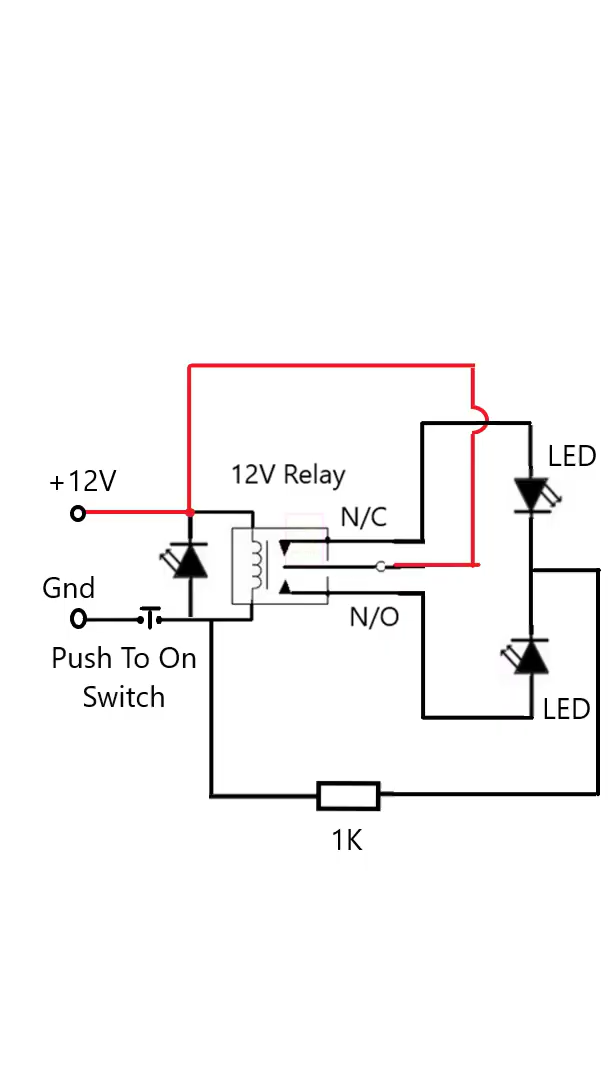 LED
12V Relay
+12V
N/C
Gnd
N/O
Push To On
Switch
LED
1K